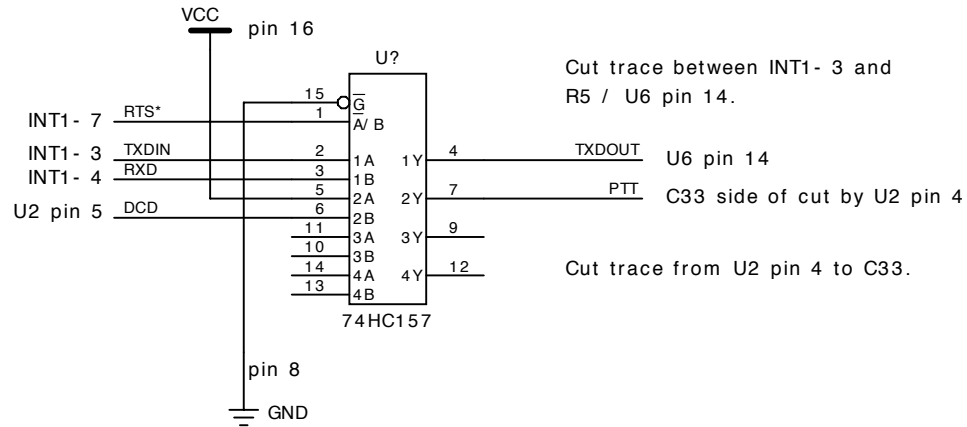 VCC
pin 16
U?
Cut trace between INT1-3 and
R5 / U6 pin 14.
15
G
INT1-7 RTS* 1
A/B
INT1-3 TXDIN 2 1A 1Y 4 TXDOUT U6 pin 14
INT1-4 RXD 3 1B
5 2A 2Y 7 PTT C33 side of cut by U2 pin 4
U2 pin 5 DCD 6 2B
11 3A 3Y 9
10 3B
14 4A 4Y 12 Cut trace from U2 pin 4 to C33.
13 4B
74HC157
pin 8
GND